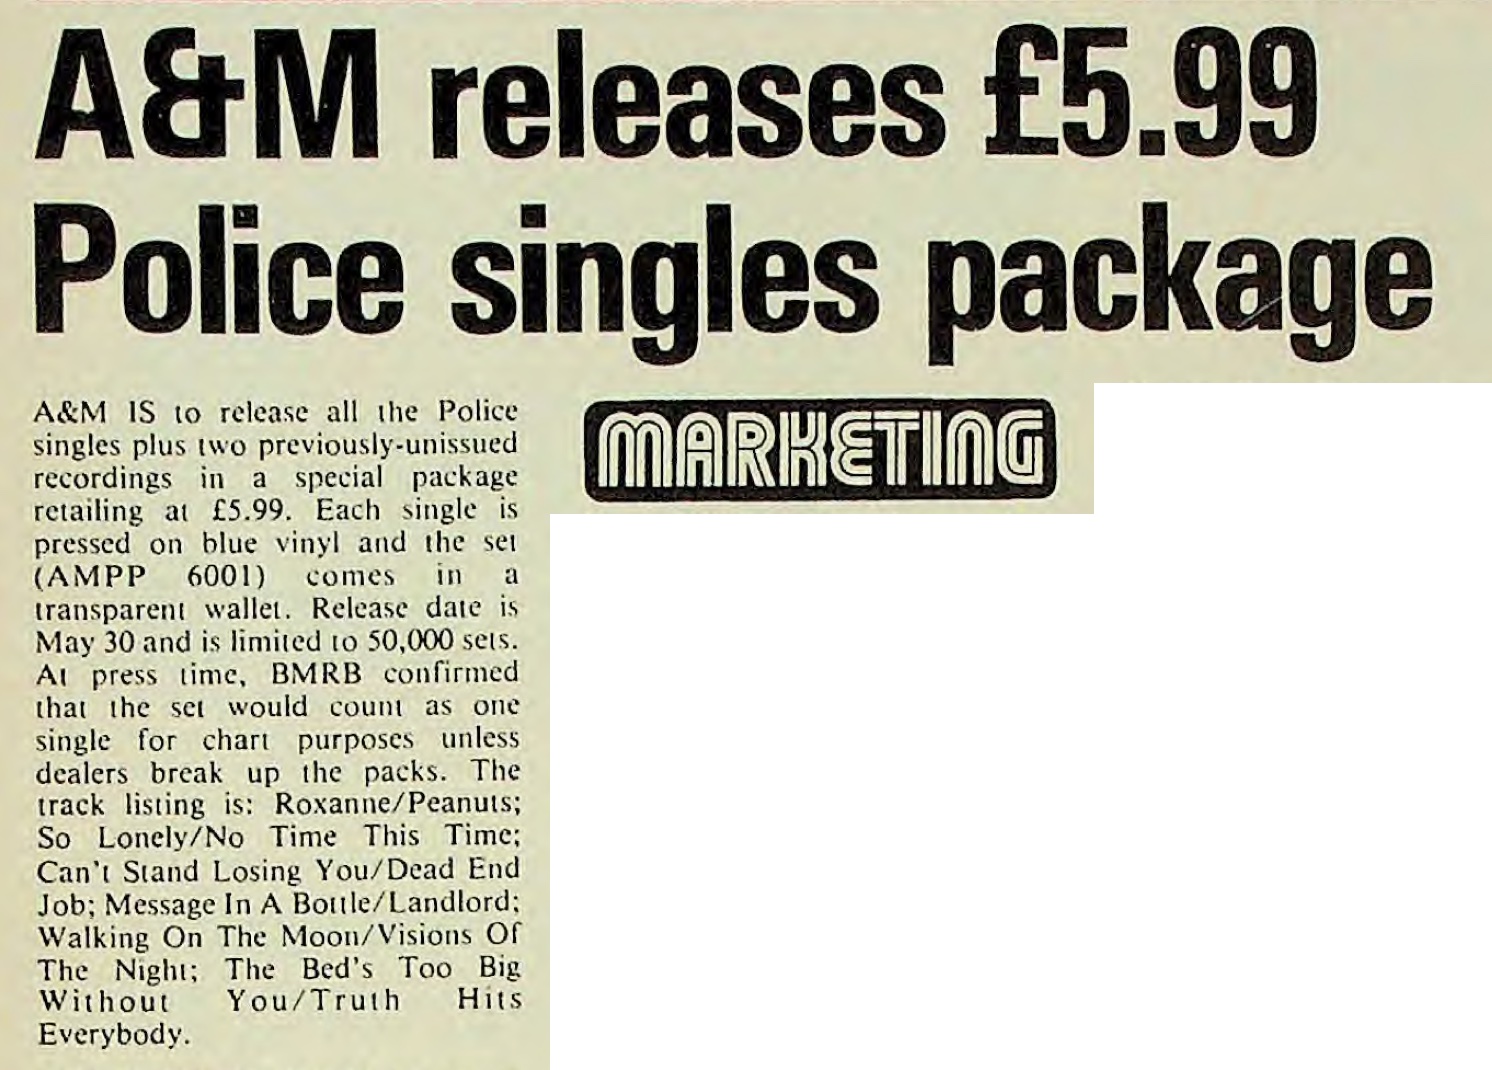 A&M releases £5.99
Police singles package
A&M IS to release all the Police
singles plus two previously-unissued
recordings in a special package
retailing at £5.99. Each single is
pressed on blue vinyl and the set
(AMPP 6001) comes in a
transparent wallet. Release date is
May 30 and is limited to 50,000 sets.
At press time, BMRB confirmed
that the set would count as one
single for chart purposes unless
dealers break up the packs. The
track listing is: Roxanne/Peanuts;
So Lonely/No Time This Time;
Can't Stand Losing You/Dead End
Job; Message In A Bottle/Landlord;
Walking On The Moon/Visions Of
The Night; The Bed's Too Big
Without You/Truth Hits
Everybody.
MARKETING